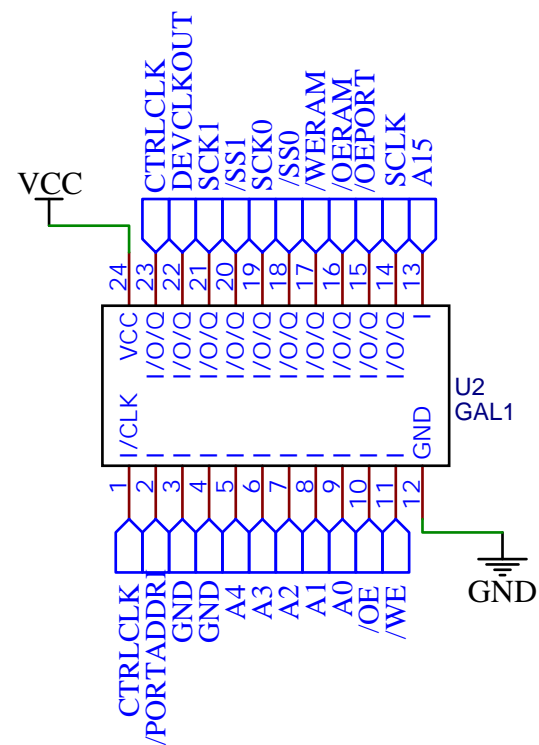 CTRLCLK
DEVCLKOUT
SCK1
/SS1
SCK0
/SS0
/WERAM
/OERAM
/OEPORT
SCLK
A15
VCC
24
23
22
21
20
19
18
17
16
15
14
13
VCC
I/O/Q
I/O/Q
I/O/Q
I/O/Q
I/O/Q
I/O/Q
I/O/Q
I/O/Q
I/O/Q
I/O/Q
I
U2
GAL1
I/CLK
I
I
I
I
I
I
I
I
I
I
GND
1
2
3
4
5
6
7
8
9
10
11
12
CTRLCLK
/PORTADDRI
GND
GND
A4
A3
A2
A1
A0
/OE
/WE
GND